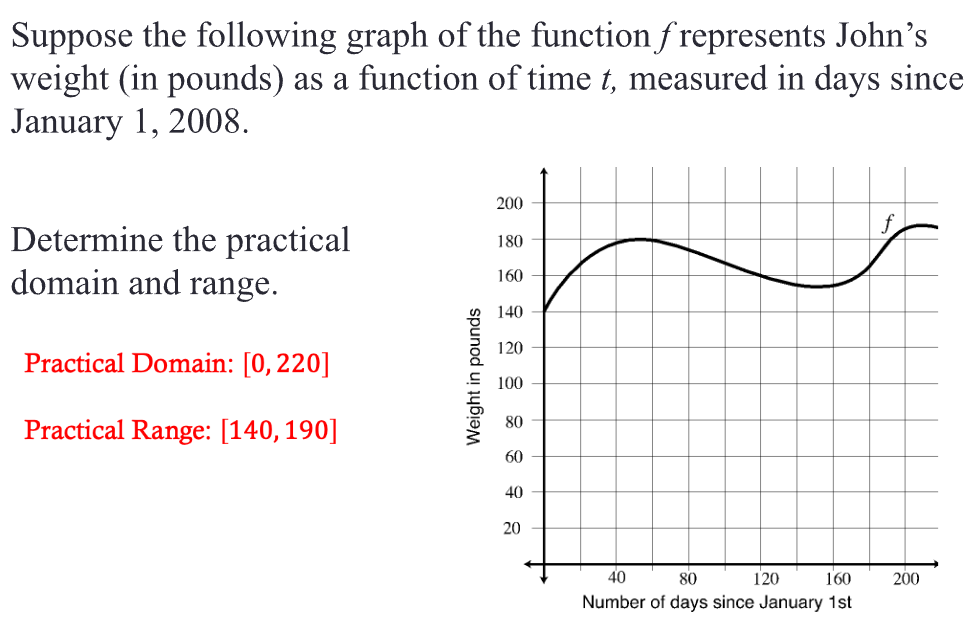 Suppose the following graph of the function f represents John’s
weight (in pounds) as a function of time t, measured in days since
January 1, 2008.
Determine the practical
domain and range.
Practical Domain: [0, 220]
Practical Range: [140, 190]
Weight in pounds
200
180
160
140
120
100
80
60
40
20
f
40 80 120 160 200
Number of days since January 1st